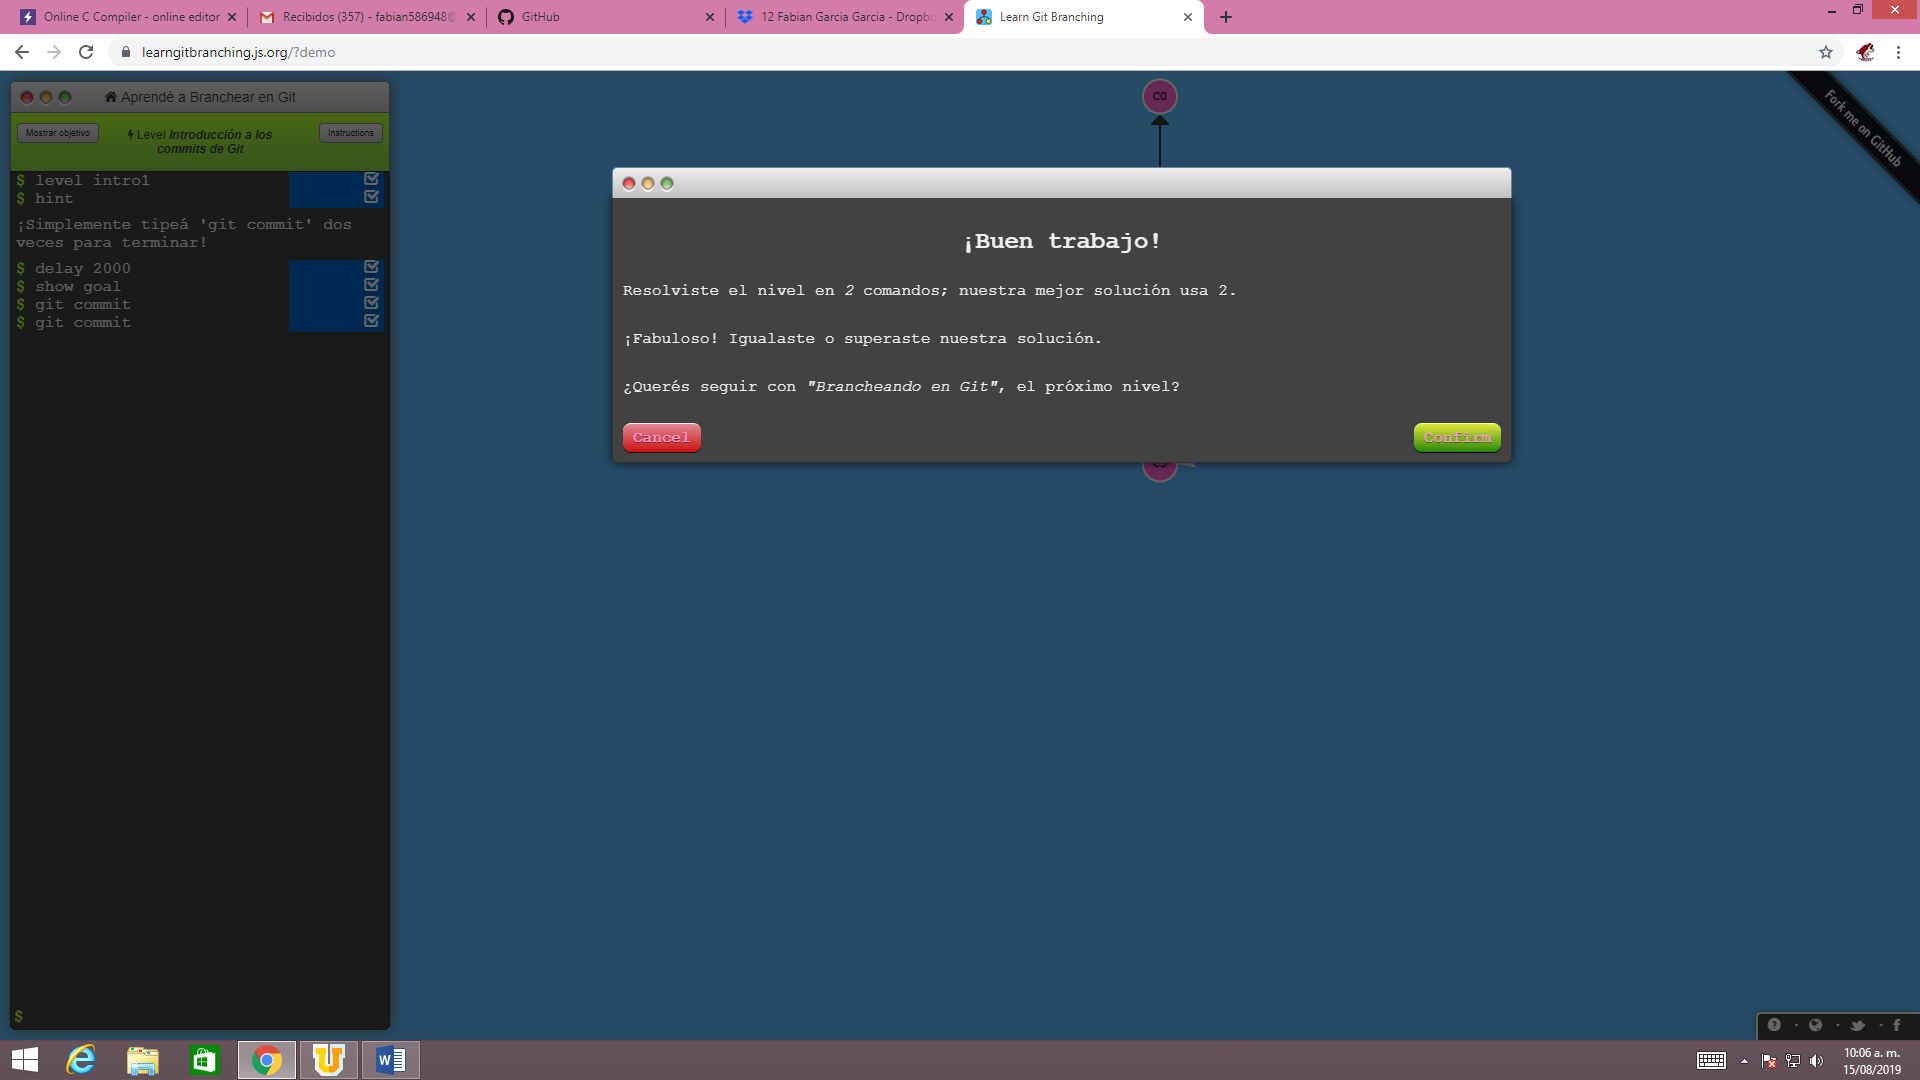 Online C Compiler - online editor
Recibidos (357) - fabian586948@
GitHub
12 Fabian Garcia Garcia - Dropbo
Learn Git Branching
learngitbranching.js.org/?demo
Aprendé a Branchear en Git
Mostrar objetivo
Level Introducción a los
commits de Git
Instructions
$ level intro1
$ hint
¡Simplemente tipeá 'git commit' dos
veces para terminar!
$ delay 2000
$ show goal
$ git commit
$ git commit
$
C0
Fork me on GitHub
¡Buen trabajo!
Resolviste el nivel en 2 comandos; nuestra mejor solución usa 2.
¡Fabuloso! Igualaste o superaste nuestra solución.
¿Querés seguir con "Brancheando en Git", el próximo nivel?
Cancel
Confirm
10:06 a. m.
15/08/2019